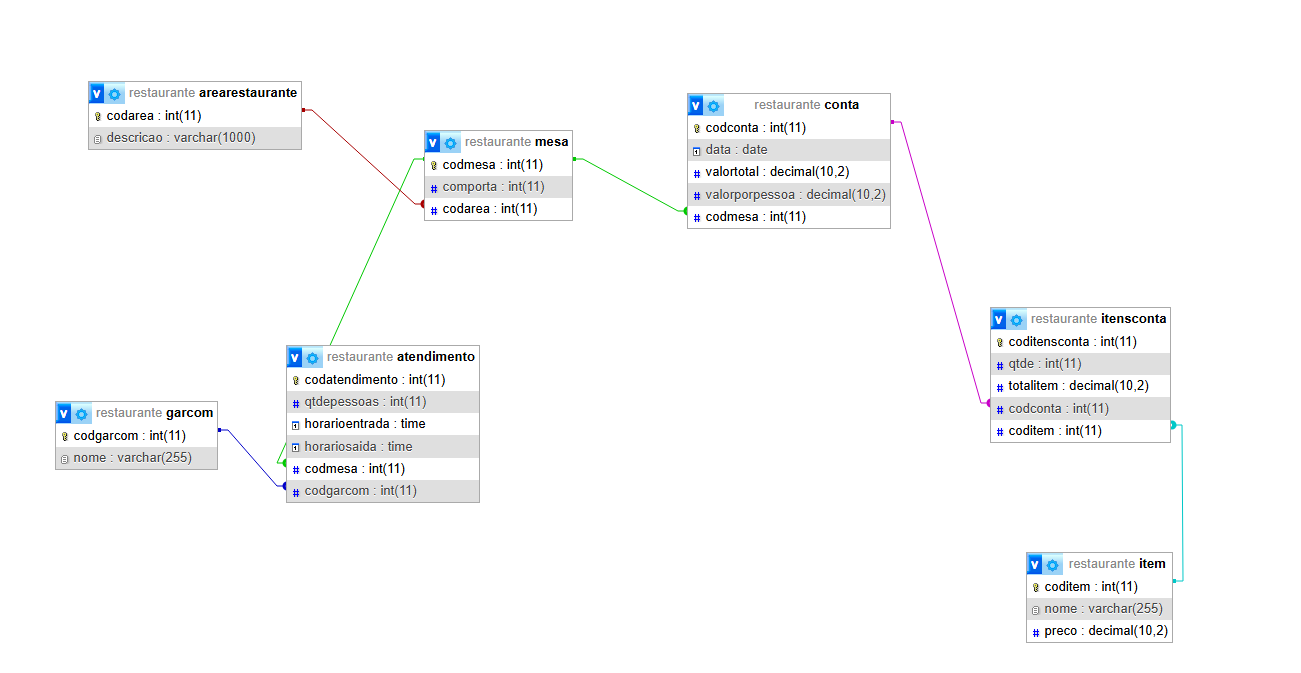 restaurante arearestaurante
codarea : int(11)
descricao : varchar(1000)
restaurante mesa
codmesa : int(11)
comporta : int(11)
codarea : int(11)
restaurante conta
codconta : int(11)
data : date
valortotal : decimal(10,2)
valorporpessoa : decimal(10,2)
codmesa : int(11)
restaurante atendimento
codatendimento : int(11)
qtdepessoas : int(11)
horarioentrada : time
horariosaida : time
codmesa : int(11)
codgarcom : int(11)
restaurante garcom
codgarcom : int(11)
nome : varchar(255)
restaurante itensconta
coditensconta : int(11)
qtde : int(11)
totalitem : decimal(10,2)
codconta : int(11)
coditem : int(11)
restaurante item
coditem : int(11)
nome : varchar(255)
preco : decimal(10,2)